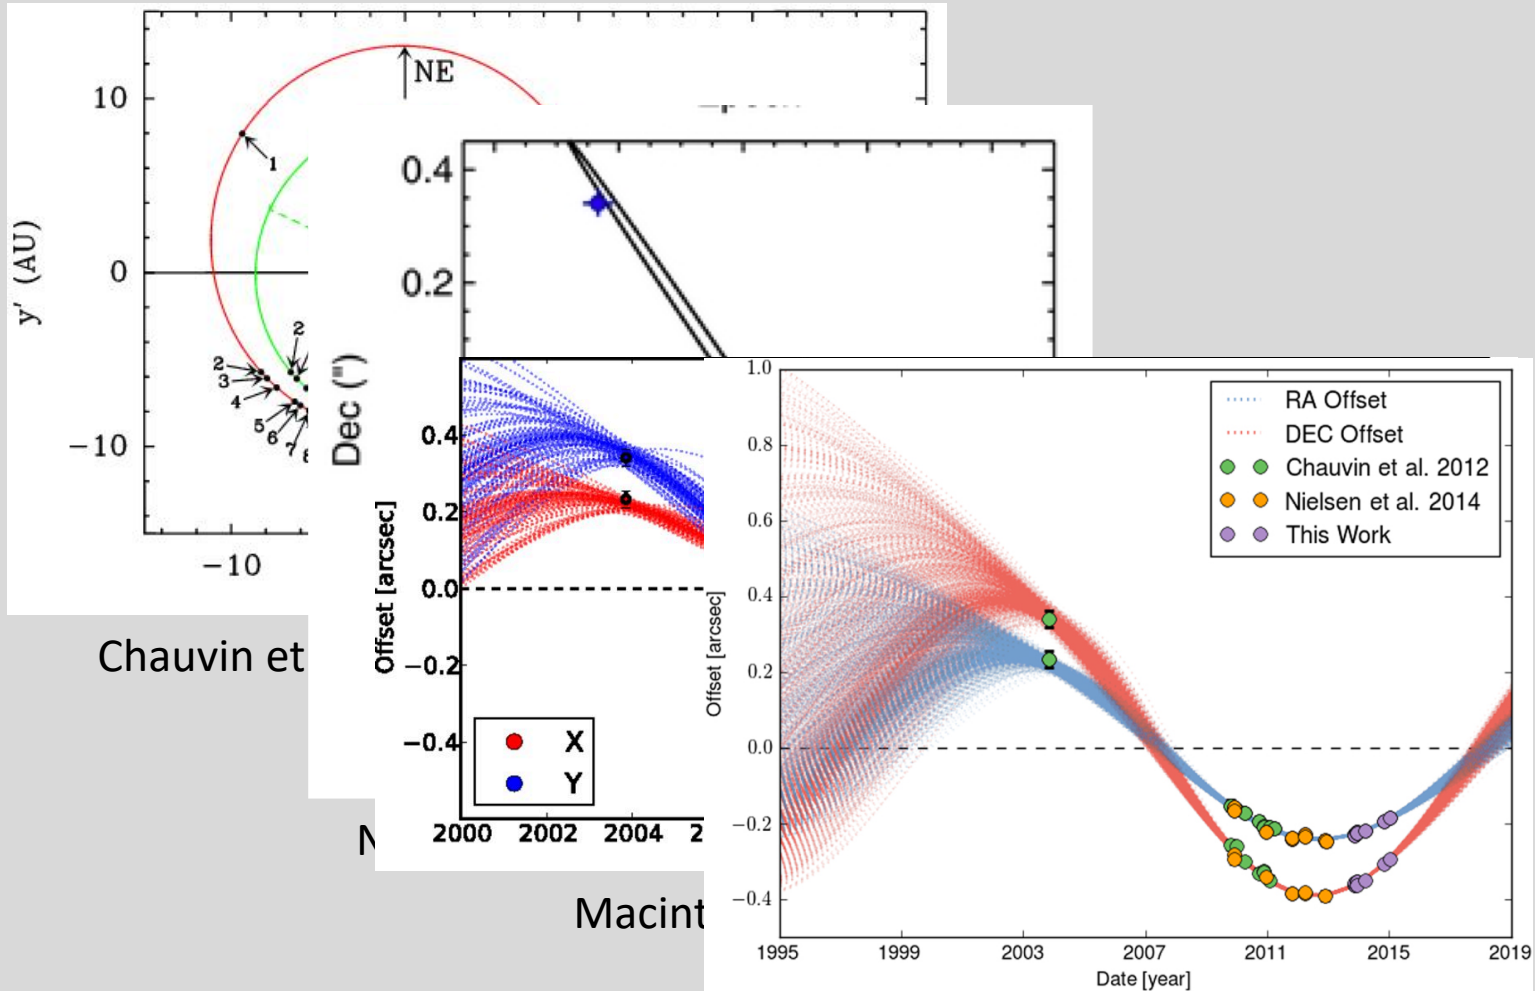 10
0
−10
−10
y' (AU)
NE
1
2
2
3
4
5
6
7
8
Chauvin et
0.4
0.2
Dec (")
N
0.4
0.2
0.0
−0.2
−0.4
Offset [arcsec]
X
Y
2000 2002 2004 2
Macint
1.0
0.8
0.6
0.4
0.2
0.0
−0.2
−0.4
Offset [arcsec]
RA Offset
DEC Offset
Chauvin et al. 2012
Nielsen et al. 2014
This Work
1995 1999 2003 2007 2011 2015 2019
Date [year]